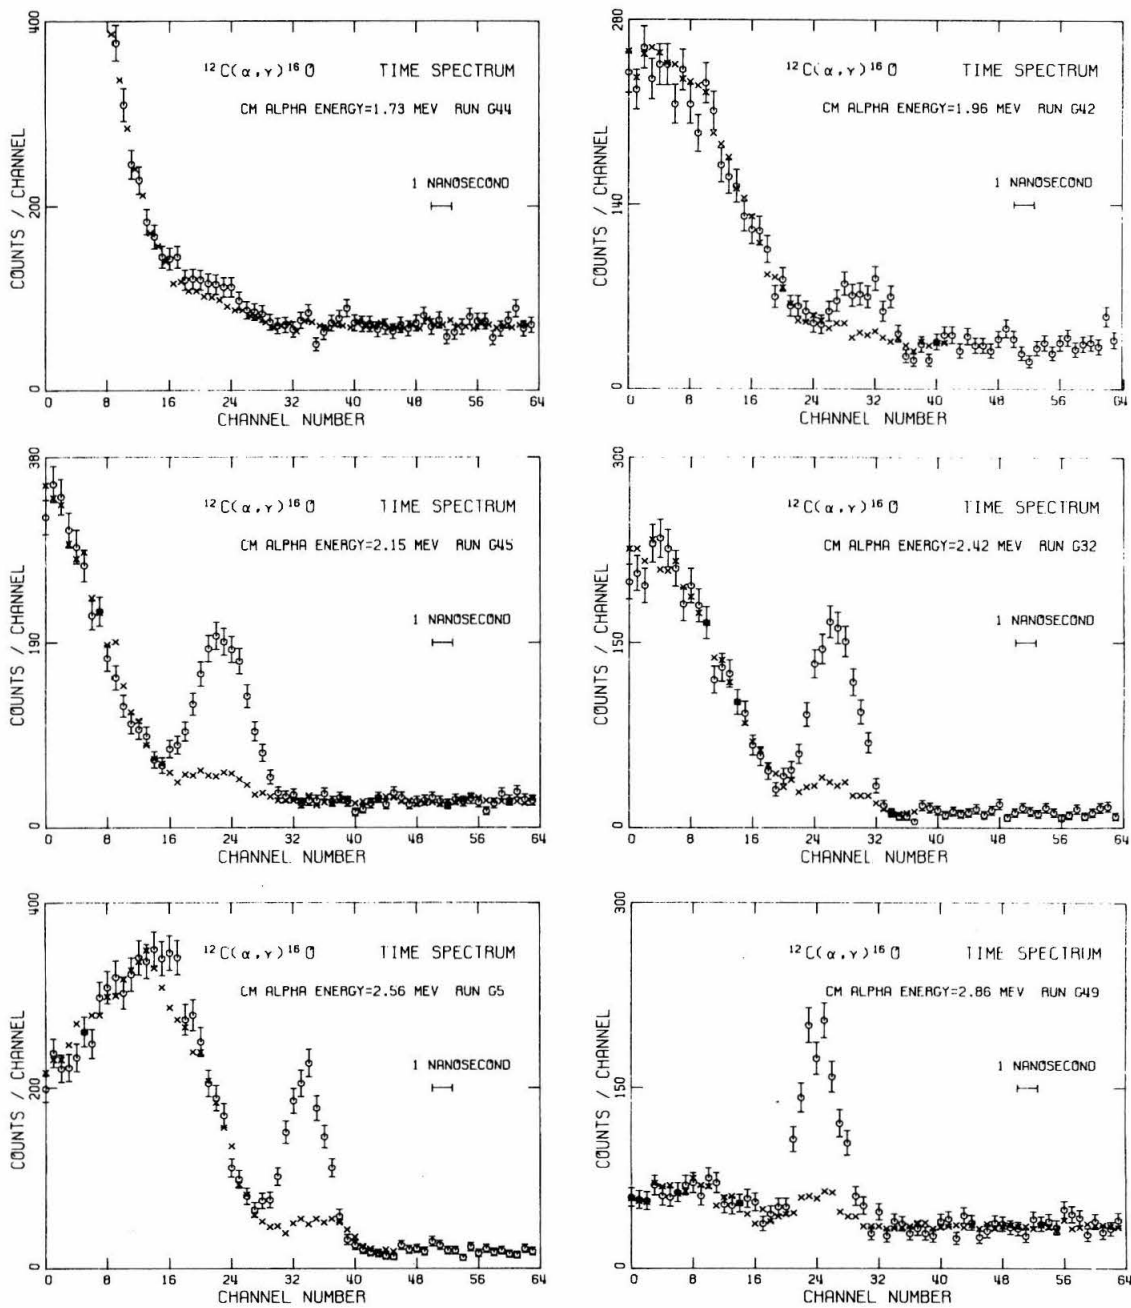 400
200
0
COUNTS / CHANNEL
¹²C(α,γ)¹⁶O TIME SPECTRUM
CM ALPHA ENERGY=1.73 MEV RUN G44
1 NANOSECOND
0 8 16 24 32 40 48 56 64
CHANNEL NUMBER
280
140
0
COUNTS / CHANNEL
¹²C(α,γ)¹⁶O TIME SPECTRUM
CM ALPHA ENERGY=1.96 MEV RUN G42
1 NANOSECOND
0 8 16 24 32 40 48 56 64
CHANNEL NUMBER
380
190
0
COUNTS / CHANNEL
¹²C(α,γ)¹⁶O TIME SPECTRUM
CM ALPHA ENERGY=2.15 MEV RUN G45
1 NANOSECOND
0 8 16 24 32 40 48 56 64
CHANNEL NUMBER
300
150
0
COUNTS / CHANNEL
¹²C(α,γ)¹⁶O TIME SPECTRUM
CM ALPHA ENERGY=2.42 MEV RUN G32
1 NANOSECOND
0 8 16 24 32 40 48 56 64
CHANNEL NUMBER
400
200
0
COUNTS / CHANNEL
¹²C(α,γ)¹⁶O TIME SPECTRUM
CM ALPHA ENERGY=2.56 MEV RUN G5
1 NANOSECOND
0 8 16 24 32 40 48 56 64
CHANNEL NUMBER
300
150
0
COUNTS / CHANNEL
¹²C(α,γ)¹⁶O TIME SPECTRUM
CM ALPHA ENERGY=2.86 MEV RUN G49
1 NANOSECOND
0 8 16 24 32 40 48 56 64
CHANNEL NUMBER